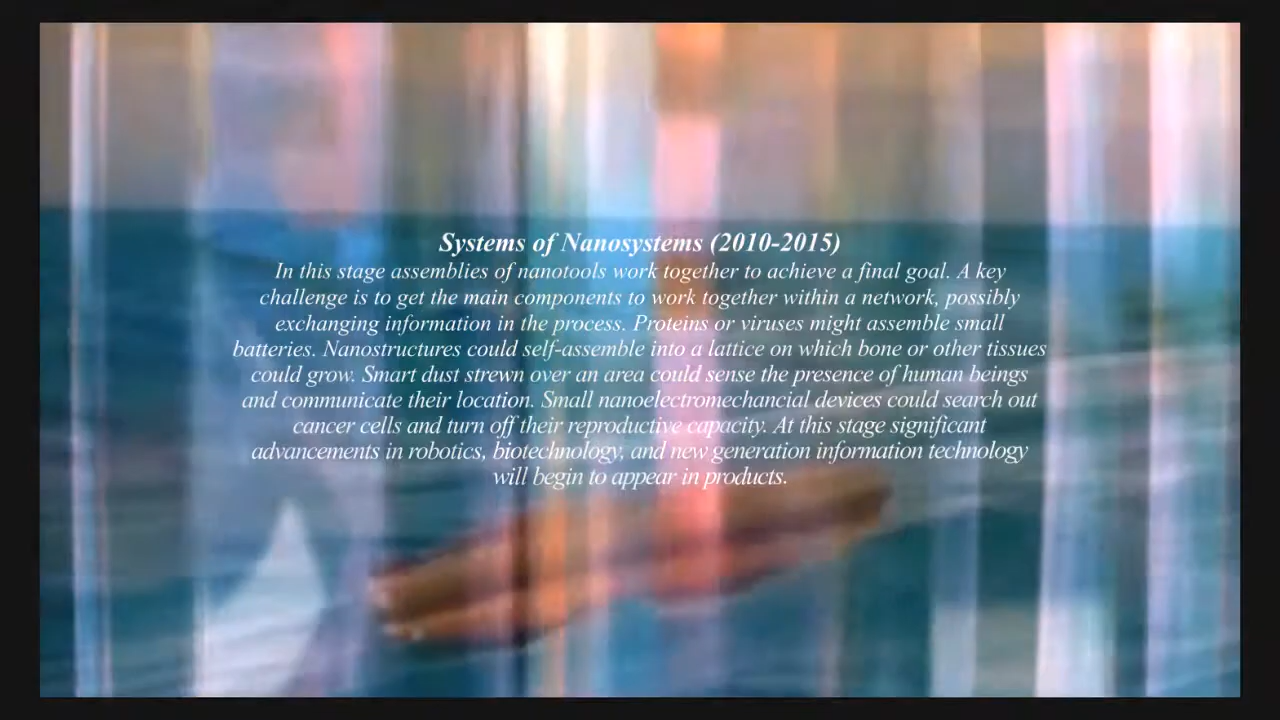 Systems of Nanosystems (2010-2015)
In this stage assemblies of nanotools work together to achieve a final goal. A key
challenge is to get the main components to work together within a network, possibly
exchanging information in the process. Proteins or viruses might assemble small
batteries. Nanostructures could self-assemble into a lattice on which bone or other tissues
could grow. Smart dust strewn over an area could sense the presence of human beings
and communicate their location. Small nanoelectromechancial devices could search out
cancer cells and turn off their reproductive capacity. At this stage significant
advancements in robotics, biotechnology, and new generation information technology
will begin to appear in products.